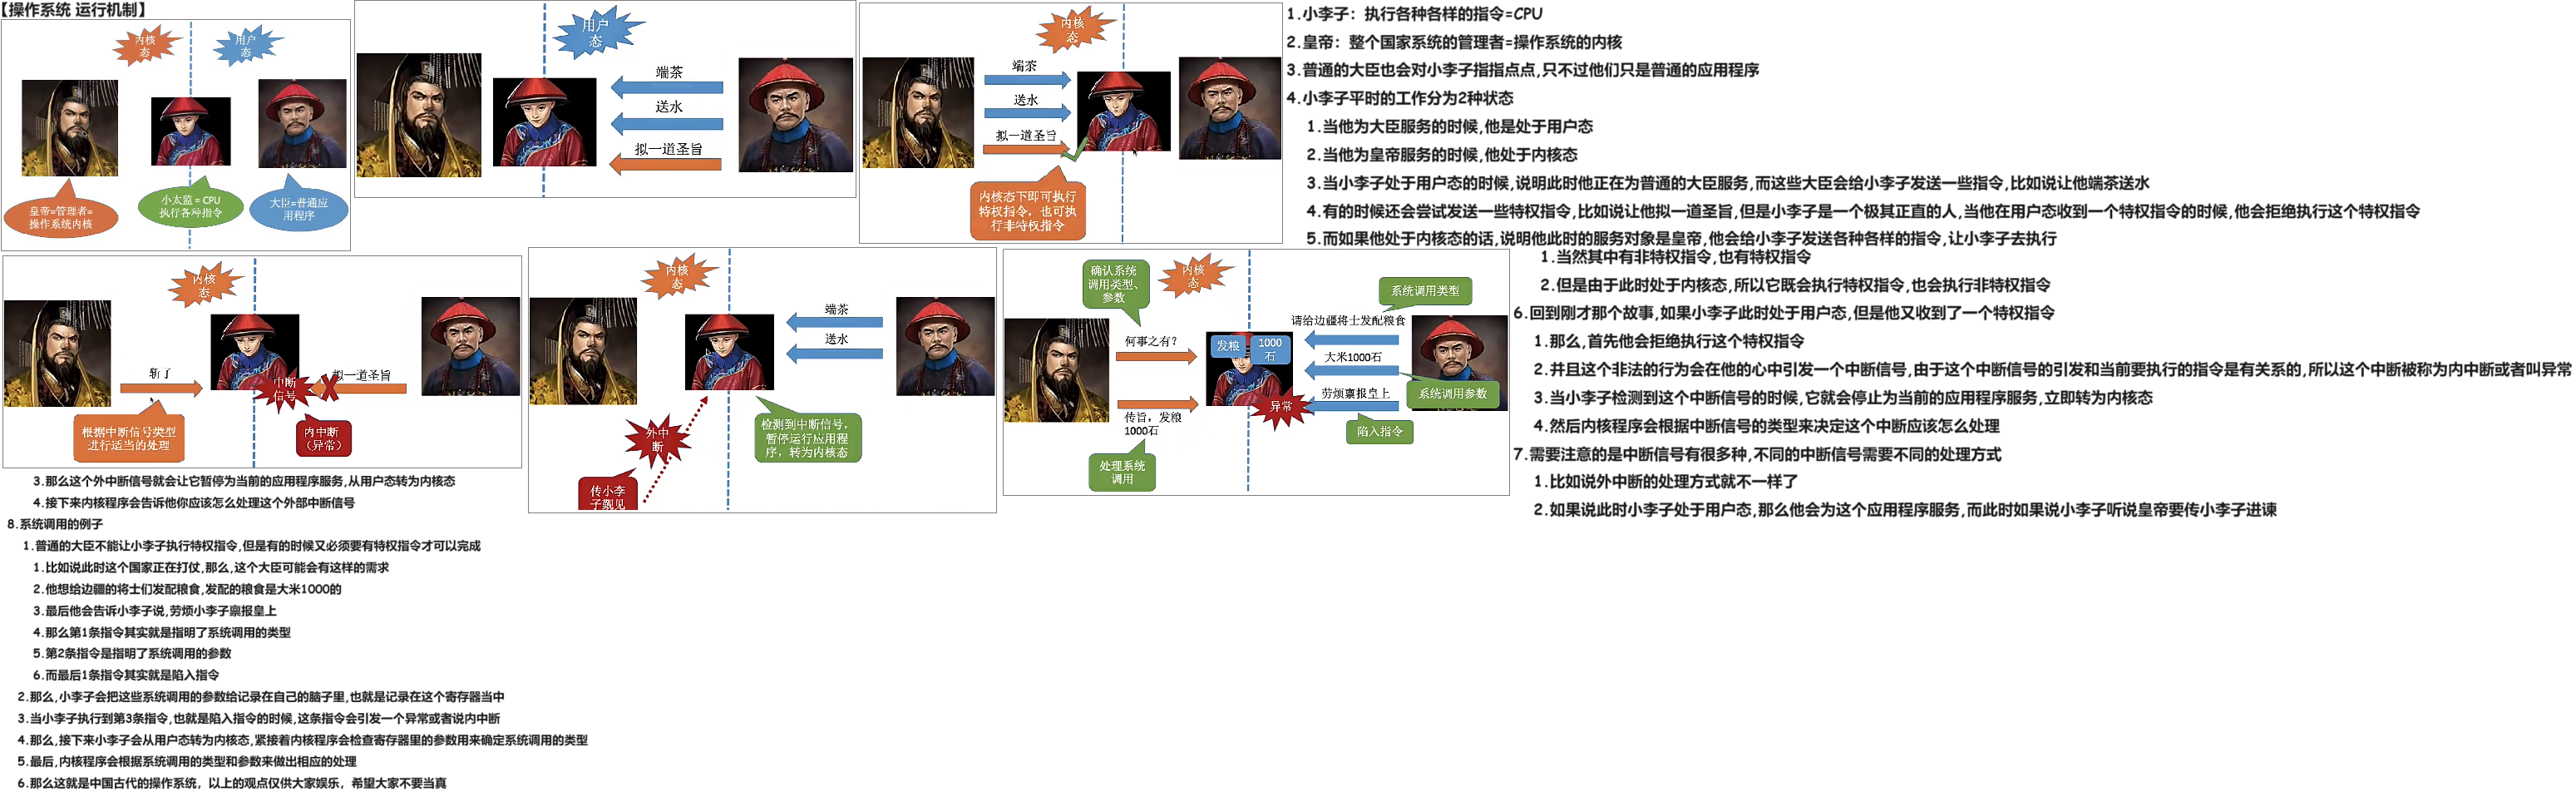 【操作系统 运行机制】
内核
态
用户
态
皇帝=管理者=
操作系统内核
小太监 = CPU
执行各种指令
大臣=普通应
用程序
用户
态
端茶
送水
拟一道圣旨
内核
态
端茶
送水
拟一道圣旨
内核态下即可执行
特权指令，也可执
行非特权指令
1.小李子：执行各种各样的指令=CPU
2.皇帝：整个国家系统的管理者=操作系统的内核
3.普通的大臣也会对小李子指指点点,只不过他们只是普通的应用程序
4.小李子平时的工作分为2种状态
1.当他为大臣服务的时候,他是处于用户态
2.当他为皇帝服务的时候,他处于内核态
3.当小李子处于用户态的时候,说明此时他正在为普通的大臣服务,而这些大臣会给小李子发送一些指令,比如说让他端茶送水
4.有的时候还会尝试发送一些特权指令,比如说让他拟一道圣旨,但是小李子是一个极其正直的人,当他在用户态收到一个特权指令的时候,他会拒绝执行这个特权指令
5.而如果他处于内核态的话,说明他此时的服务对象是皇帝,他会给小李子发送各种各样的指令,让小李子去执行
1.当然其中有非特权指令,也有特权指令
2.但是由于此时处于内核态,所以它既会执行特权指令,也会执行非特权指令
6.回到刚才那个故事,如果小李子此时处于用户态,但是他又收到了一个特权指令
1.那么,首先他会拒绝执行这个特权指令
2.并且这个非法的行为会在他的心中引发一个中断信号,由于这个中断信号的引发和当前要执行的指令是有关系的,所以这个中断被称为内中断或者叫异常
3.当小李子检测到这个中断信号的时候,它就会停止为当前的应用程序服务,立即转为内核态
4.然后内核程序会根据中断信号的类型来决定这个中断应该怎么处理
7.需要注意的是中断信号有很多种,不同的中断信号需要不同的处理方式
1.比如说外中断的处理方式就不一样了
2.如果说此时小李子处于用户态,那么他会为这个应用程序服务,而此时如果说小李子听说皇帝要传小李子进谏
内核
态
斩了
中断
信号
拟一道圣旨
根据中断信号类型
进行适当的处理
内中断
（异常）
内核
态
端茶
送水
外中
断
检测到中断信号，
暂停运行应用程
序，转为内核态
传小李
子觐见
确认系统
调用类型、
参数
内核
态
系统调用类型
请给边疆将士发配粮食
何事之有?
发粮
1000
石
大米1000石
劳烦禀报皇上
系统调用参数
异常
传旨，发粮
1000石
陷入指令
处理系统
调用
3.那么这个外中断信号就会让它暂停为当前的应用程序服务,从用户态转为内核态
4.接下来内核程序会告诉他你应该怎么处理这个外部中断信号
8.系统调用的例子
1.普通的大臣不能让小李子执行特权指令,但是有的时候又必须要有特权指令才可以完成
1.比如说此时这个国家正在打仗,那么,这个大臣可能会有这样的需求
2.他想给边疆的将士们发配粮食,发配的粮食是大米1000的
3.最后他会告诉小李子说,劳烦小李子禀报皇上
4.那么第1条指令其实就是指明了系统调用的类型
5.第2条指令是指明了系统调用的参数
6.而最后1条指令其实就是陷入指令
2.那么,小李子会把这些系统调用的参数给记录在自己的脑子里,也就是记录在这个寄存器当中
3.当小李子执行到第3条指令,也就是陷入指令的时候,这条指令会引发一个异常或者说内中断
4.那么,接下来小李子会从用户态转为内核态,紧接着内核程序会检查寄存器里的参数用来确定系统调用的类型
5.最后,内核程序会根据系统调用的类型和参数来做出相应的处理
6.那么这就是中国古代的操作系统，以上的观点仅供大家娱乐，希望大家不要当真